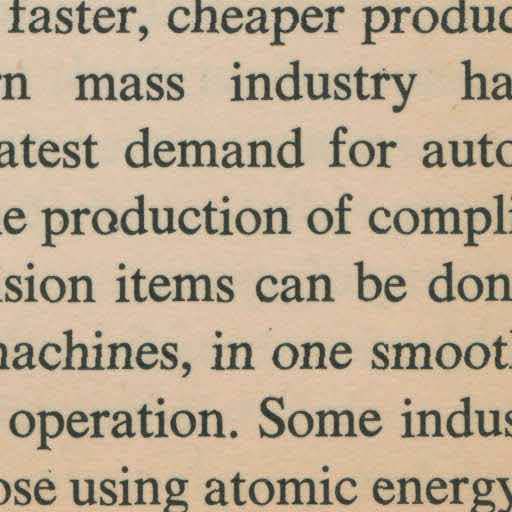 faster, cheaper produc
rn mass industry ha
atest demand for auto
e production of compli
sion items can be don
achines, in one smoot
operation. Some indus
ose using atomic energy